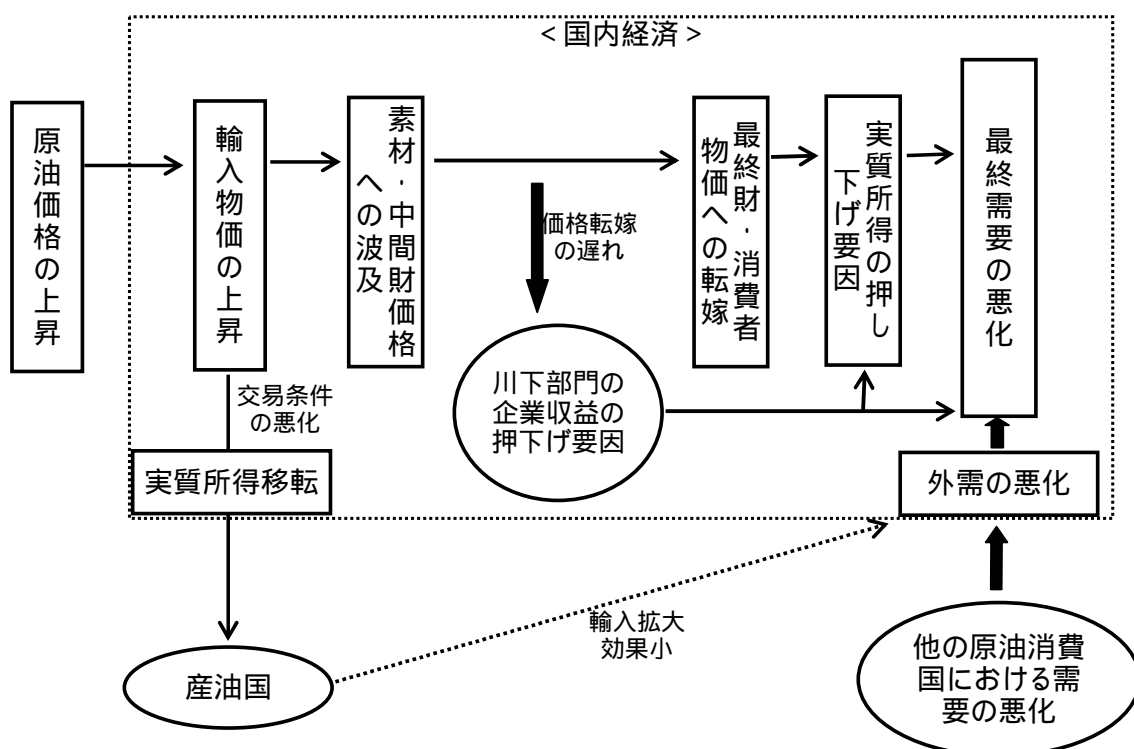 <国内経済>
原油価格の上昇
輸入物価の上昇
素材・中間財価格
への波及
価格転嫁
の遅れ
最終財・消費者
物価への転嫁
実質所得の押し
下げ要因
最終需要の悪化
川下部門の
企業収益の
押下げ要因
交易条件
の悪化
実質所得移転
外需の悪化
輸入拡大
効果小
産油国
他の原油消費
国における需
要の悪化